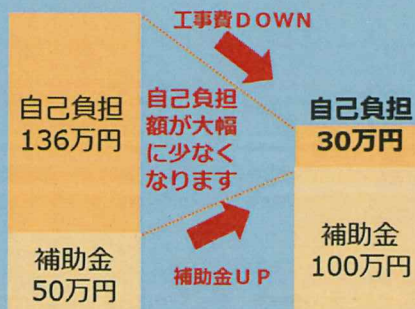 工事費DOWN
自己負担
136万円
自己負担
額が大幅
に少なく
なります
自己負担
30万円
補助金
50万円
補助金UP
補助金
100万円